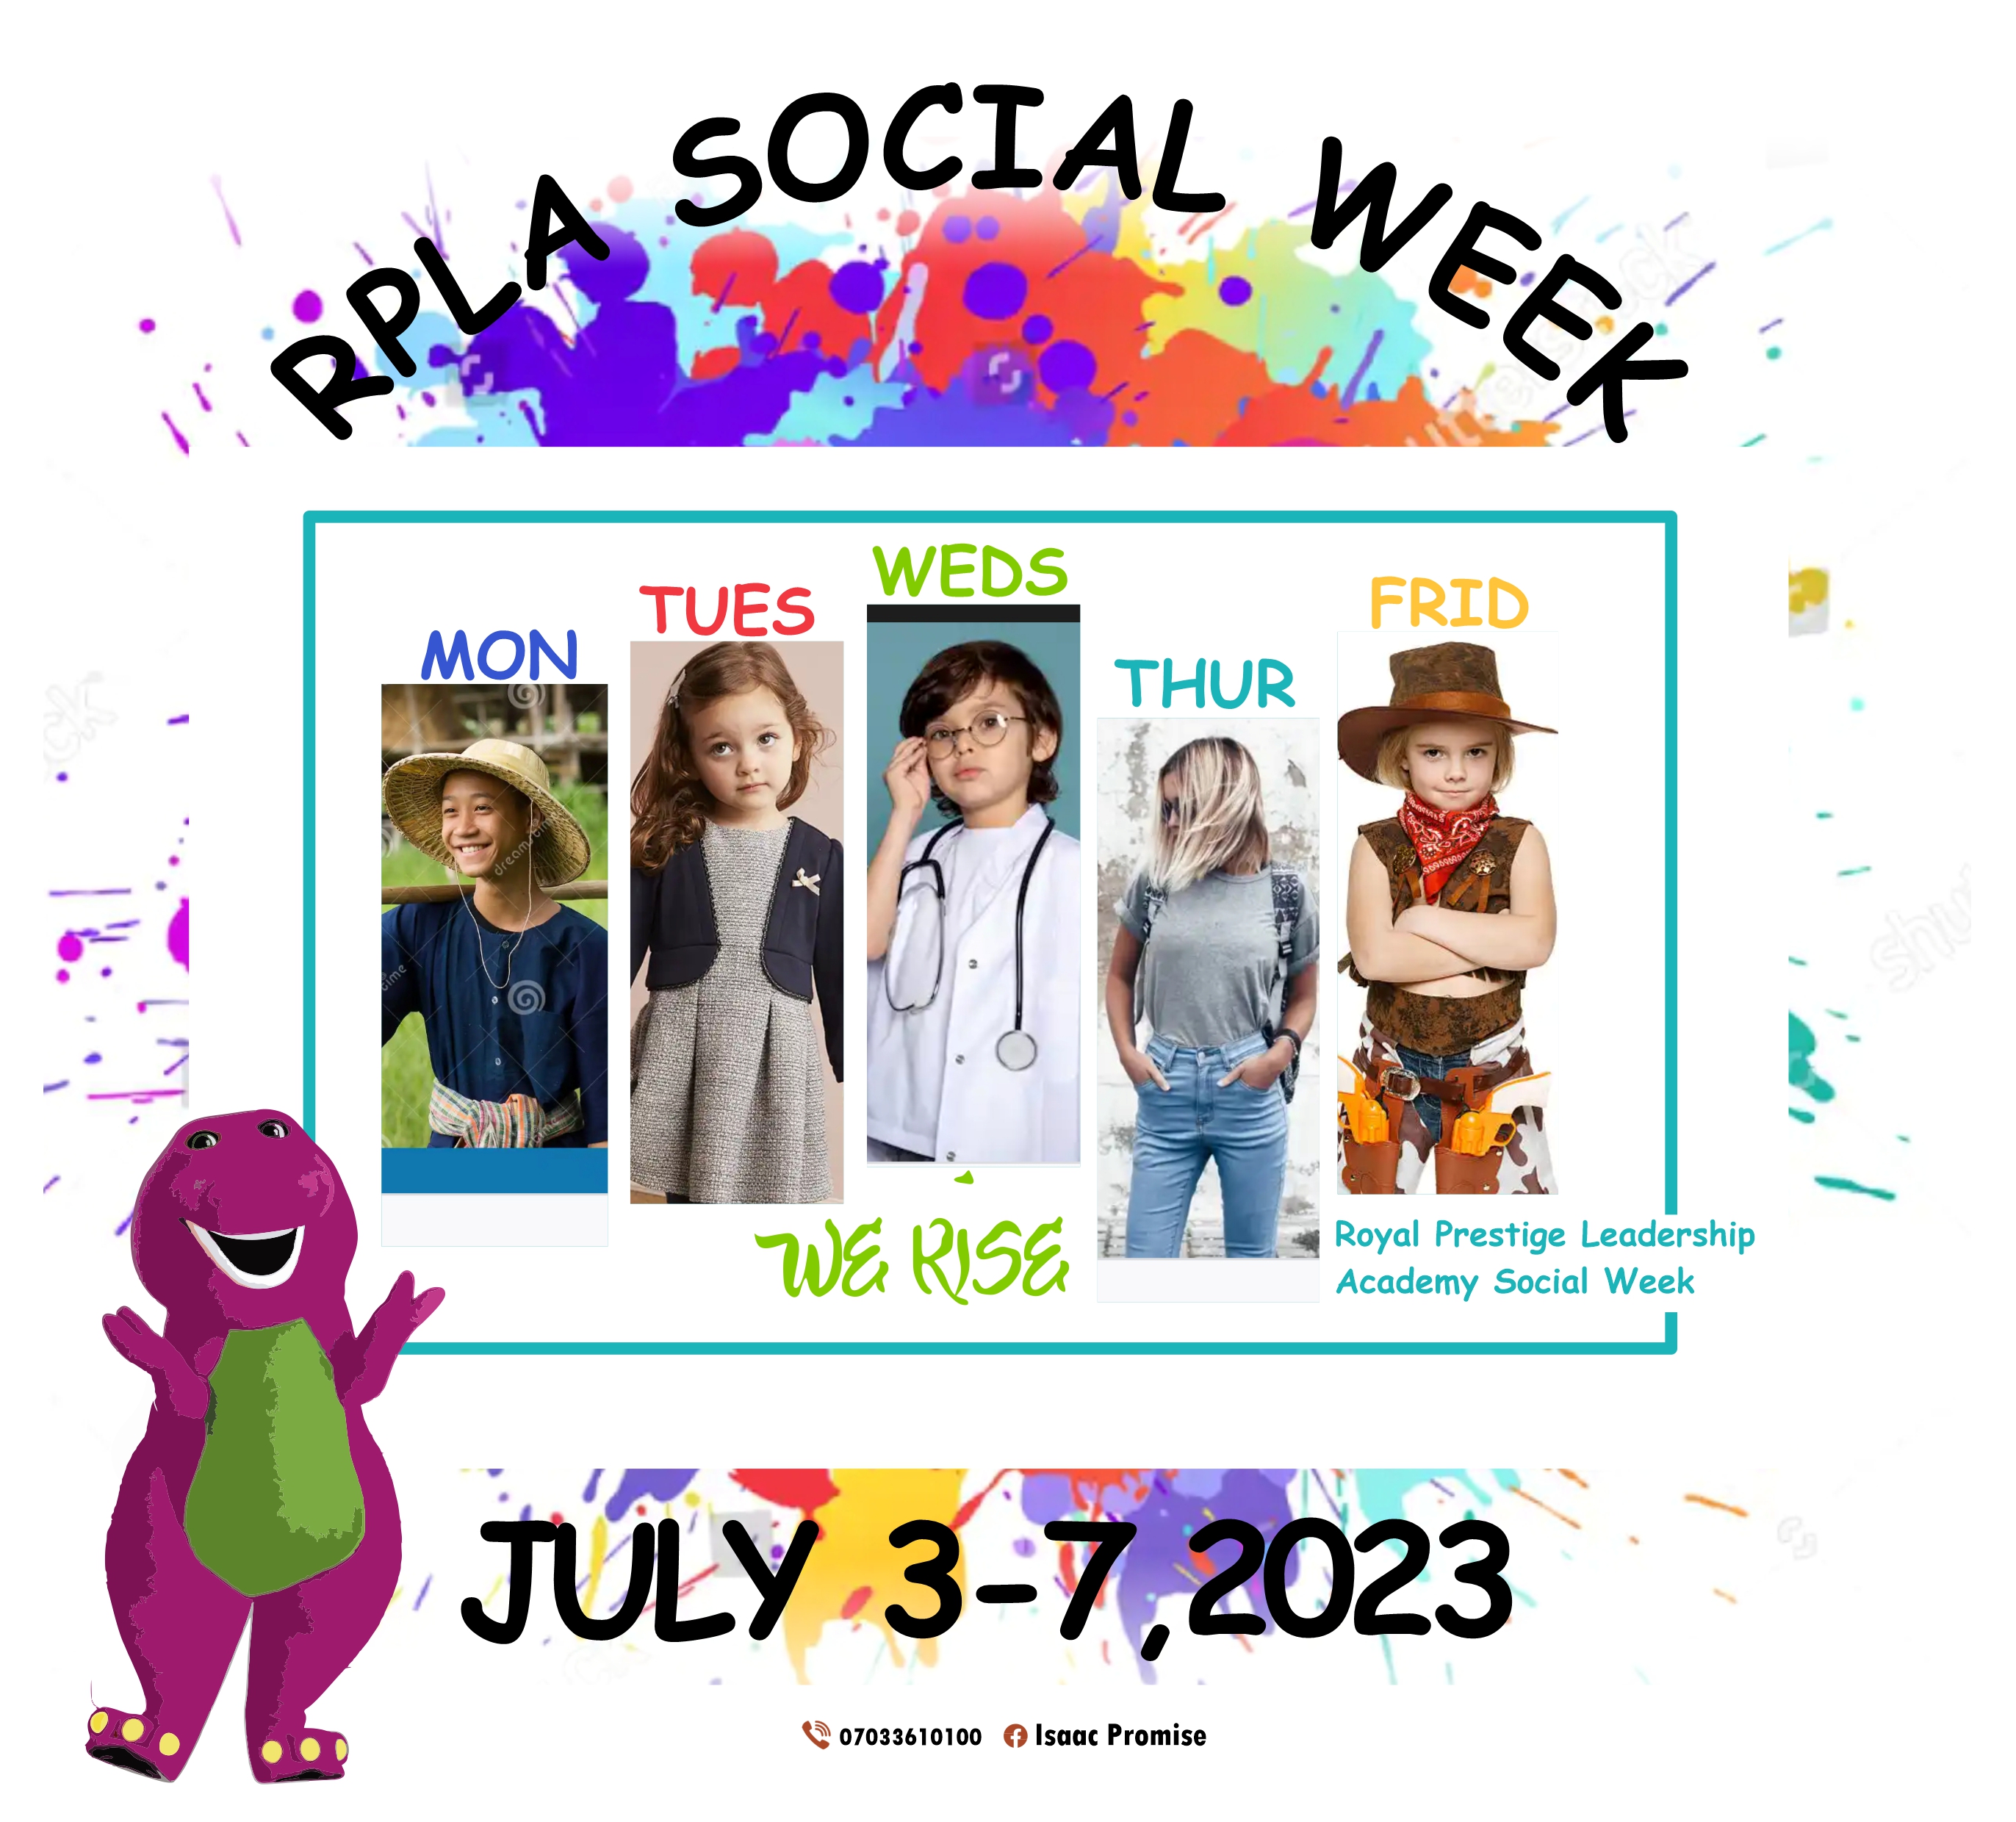 RPLA SOCIAL WEEK
MON
TUES
WEDS
THUR
FRID
dreamstime
WE RISE
Royal Prestige Leadership
Academy Social Week
JULY 3-7,2023
07033610100 Isaac Promise